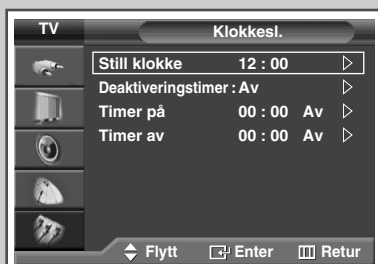 TV
Klokkesl.
Still klokke 12 : 00
Deaktiveringstimer : Av
Timer på 00 : 00 Av
Timer av 00 : 00 Av
Flytt Enter Retur